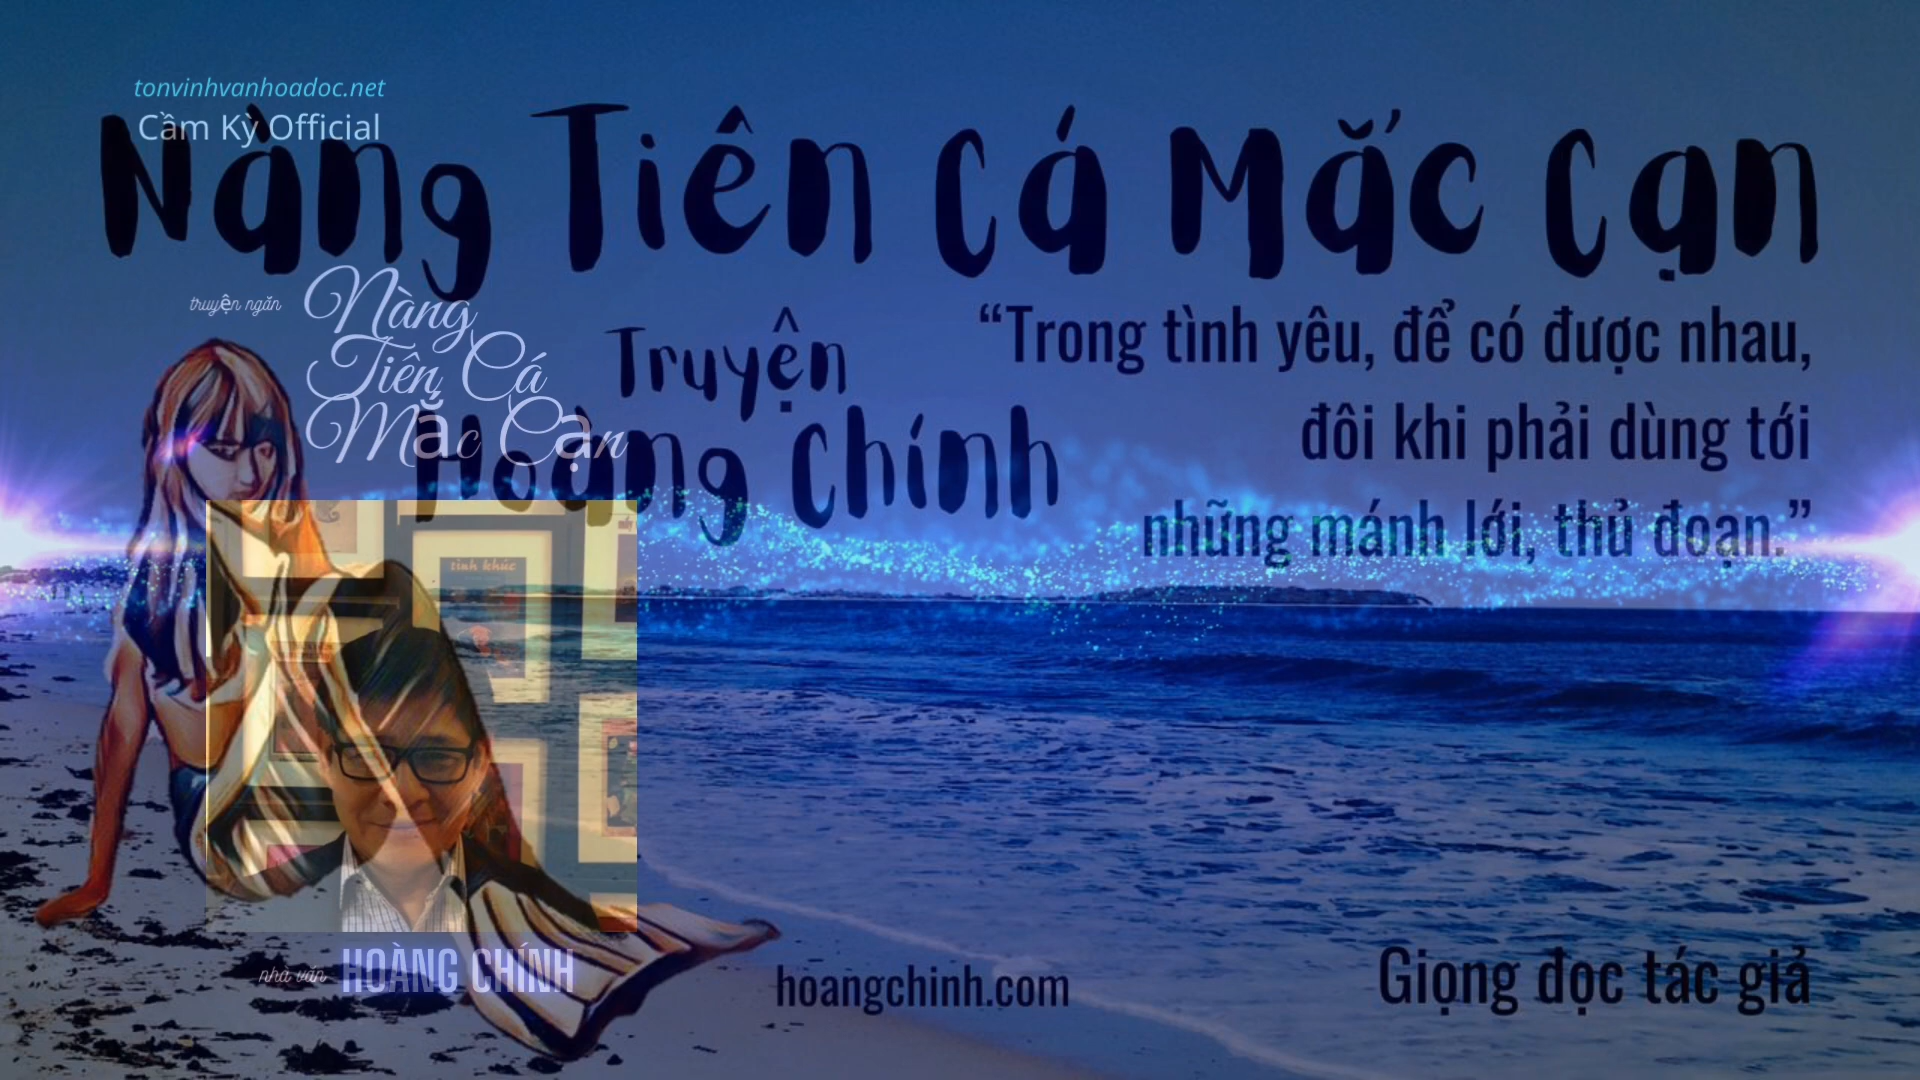 tonvinhvanhoadoc.net
Cầm Kỳ Official
Nàng Tiên Cá Mắc Cạn
truyện ngắn
Nàng
Tiên Cá
Mắc Cạn
Truyện
Hoàng Chính
“Trong tình yêu, để có được nhau,
đôi khi phải dùng tới
những mánh lới, thủ đoạn.”
tình khúc
nhà văn HOÀNG CHÍNH
hoangchinh.com
Giọng đọc tác giả